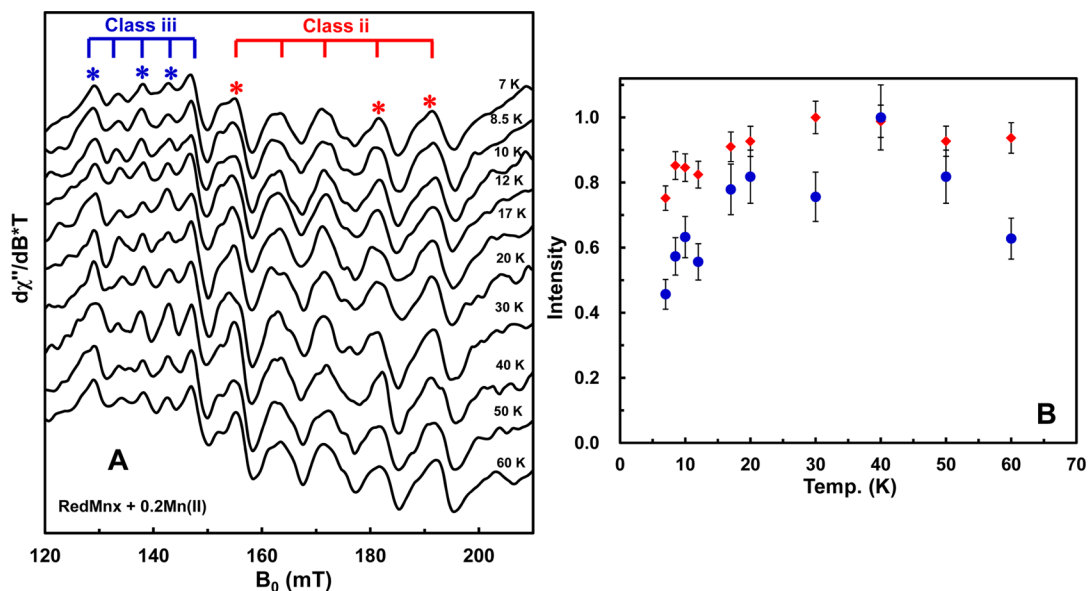 Class iii
Class ii
* * * * * *
7 K
8.5 K
10 K
12 K
17 K
20 K
30 K
40 K
50 K
60 K
dχ"/dB*T
A
RedMnx + 0.2Mn(II)
120 140 160 180 200
B₀ (mT)
Intensity
1.0
0.8
0.6
0.4
0.2
0.0
B
0 10 20 30 40 50 60 70
Temp. (K)